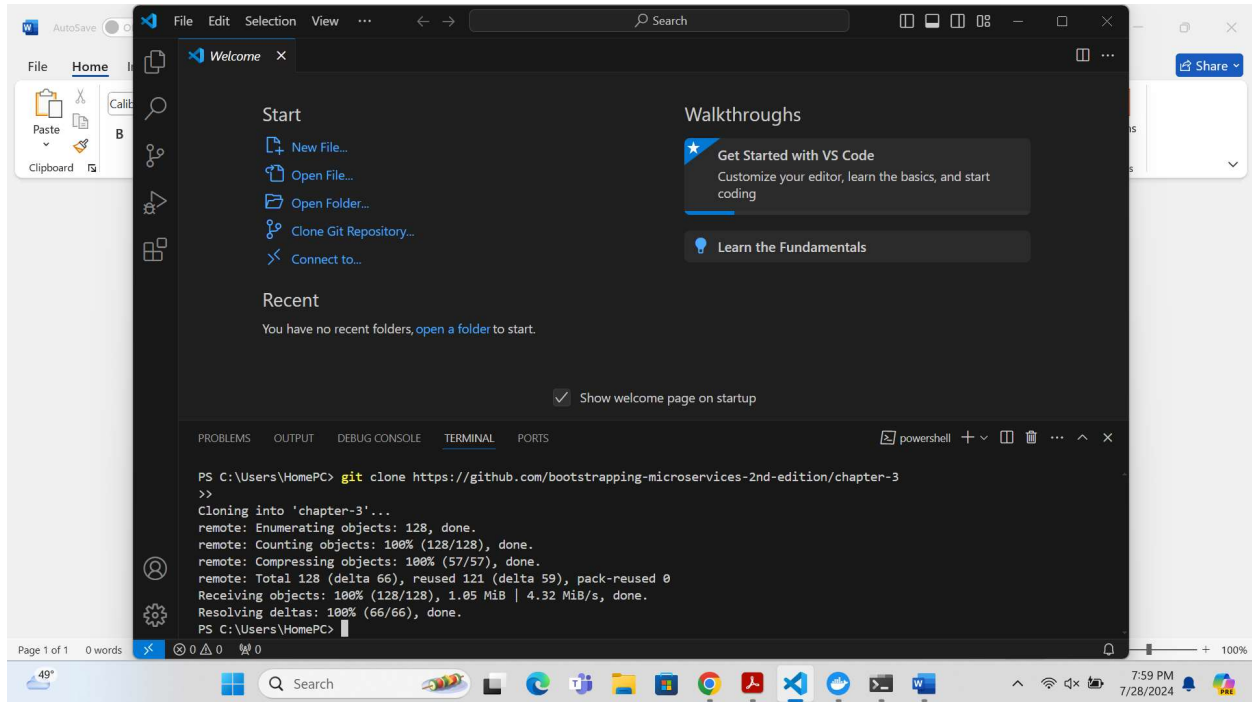 AutoSave
File Edit Selection View ... Search
Welcome
File Home
Share
Calib
Paste
B
Clipboard
Start
New File...
Open File...
Open Folder...
Clone Git Repository...
Connect to...
Recent
You have no recent folders, open a folder to start.
Walkthroughs
Get Started with VS Code
Customize your editor, learn the basics, and start
coding
Learn the Fundamentals
Show welcome page on startup
PROBLEMS OUTPUT DEBUG CONSOLE TERMINAL PORTS
powershell
PS C:\Users\HomePC> git clone https://github.com/bootstrapping-microservices-2nd-edition/chapter-3
>>
Cloning into 'chapter-3'...
remote: Enumerating objects: 128, done.
remote: Counting objects: 100% (128/128), done.
remote: Compressing objects: 100% (57/57), done.
remote: Total 128 (delta 66), reused 121 (delta 59), pack-reused 0
Receiving objects: 100% (128/128), 1.05 MiB | 4.32 MiB/s, done.
Resolving deltas: 100% (66/66), done.
PS C:\Users\HomePC>
Page 1 of 1 0 words
0 0 0
100%
49°
Search
7:59 PM
7/28/2024
PRE